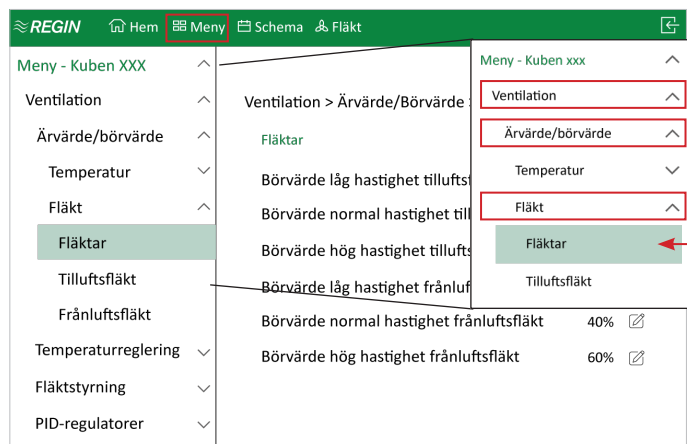 ≈REGIN Hem Meny Schema Fläkt
Meny - Kuben XXX
Ventilation
Ärvärde/börvärde
Temperatur
Fläkt
Fläktar
Tilluftsfläkt
Frånluftsfläkt
Temperaturreglering
Fläktstyrning
PID-regulatorer
Ventilation > Ärvärde/Börvärde
Fläktar
Börvärde låg hastighet tillufts
Börvärde normal hastighet till
Börvärde hög hastighet tillufts
Börvärde låg hastighet frånluf
Börvärde normal hastighet frånluftsfläkt 40%
Börvärde hög hastighet frånluftsfläkt 60%
Meny - Kuben xxx
Ventilation
Ärvärde/börvärde
Temperatur
Fläkt
Fläktar
Tilluftsfläkt